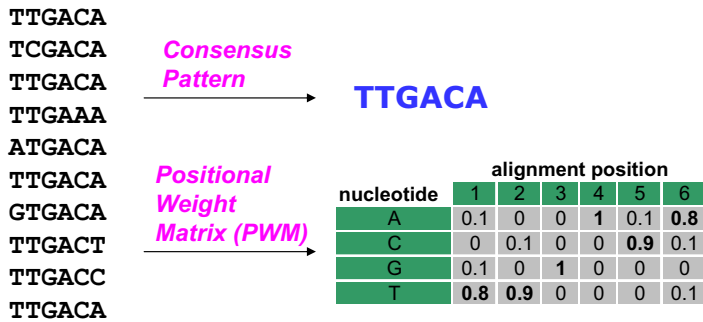 TTGACA
TCGACA
TTGACA
TTGAAA
ATGACA
TTGACA
GTGACA
TTGACT
TTGACC
TTGACA
Consensus
Pattern
TTGACA
Positional
Weight
Matrix (PWM)
alignment position
nucleotide 1 2 3 4 5 6
A 0.1 0 0 1 0.1 0.8
C 0 0.1 0 0 0.9 0.1
G 0.1 0 1 0 0 0
T 0.8 0.9 0 0 0 0.1